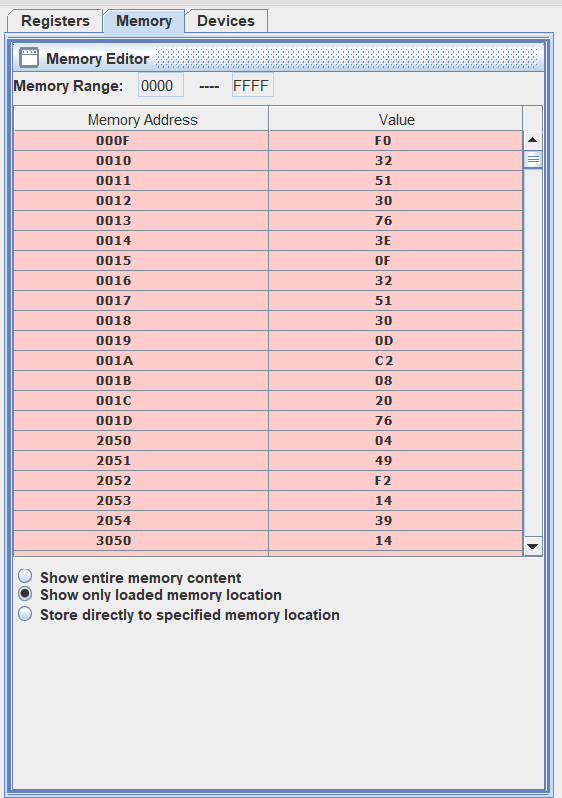 Registers Memory Devices
Memory Editor
Memory Range: 0000 ---- FFFF
Memory Address Value
000F F0
0010 32
0011 51
0012 30
0013 76
0014 3E
0015 0F
0016 32
0017 51
0018 30
0019 0D
001A C2
001B 08
001C 20
001D 76
2050 04
2051 49
2052 F2
2053 14
2054 39
3050 14
Show entire memory content
Show only loaded memory location
Store directly to specified memory location